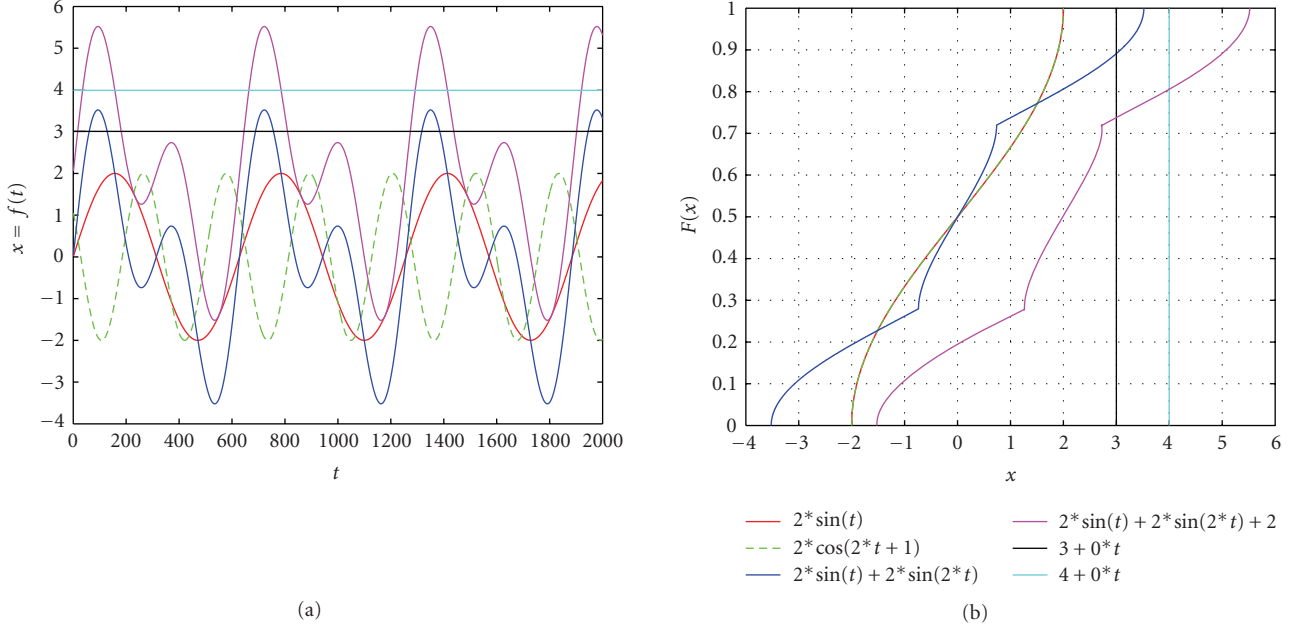 6
5
4
3
2
1
0
−1
−2
−3
−4
x = f(t)
0 200 400 600 800 1000 1200 1400 1600 1800 2000
t
(a)
1
0.9
0.8
0.7
0.6
0.5
0.4
0.3
0.2
0.1
0
F(x)
−4 −3 −2 −1 0 1 2 3 4 5 6
x
2*sin(t)
2*cos(2*t+1)
2*sin(t)+2*sin(2*t)
2*sin(t)+2*sin(2*t)+2
3+0*t
4+0*t
(b)